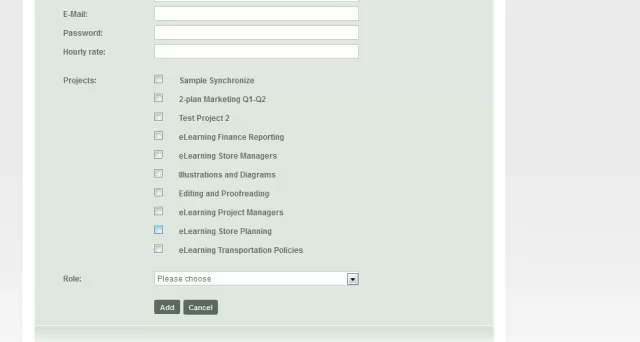 E-Mail:
Password:
Hourly rate:
Projects:
Sample Synchronize
2-plan Marketing Q1-Q2
Test Project 2
eLearning Finance Reporting
eLearning Store Managers
Illustrations and Diagrams
Editing and Proofreading
eLearning Project Managers
eLearning Store Planning
eLearning Transportation Policies
Role: Please choose
Add Cancel